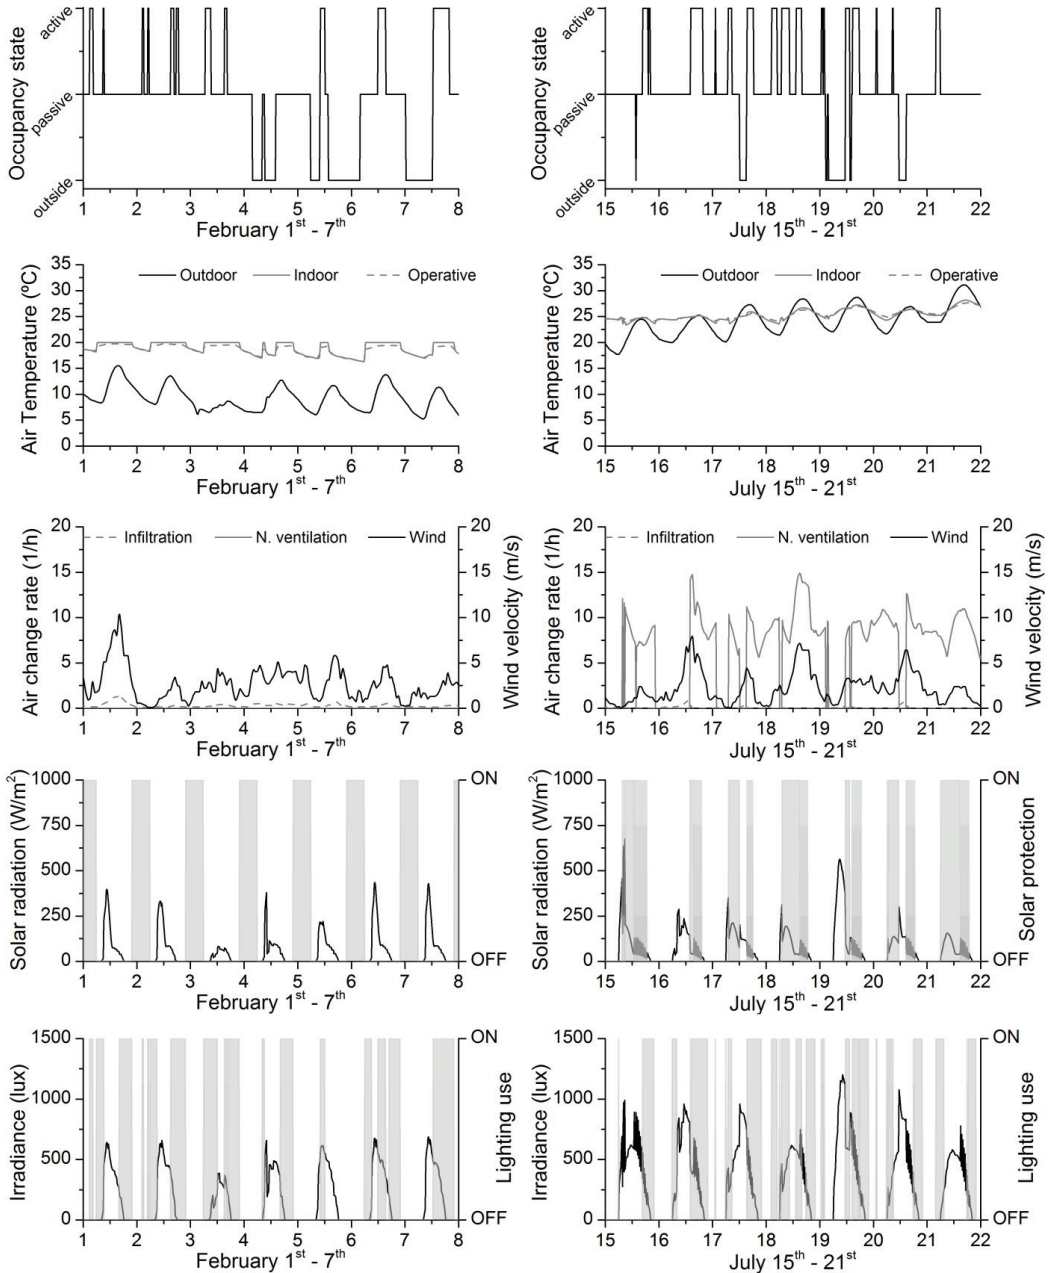 Occupancy state
active
passive
outside
1 2 3 4 5 6 7 8
February 1st - 7th
Occupancy state
active
passive
outside
15 16 17 18 19 20 21 22
July 15th - 21st
Air Temperature (ºC)
35
30
25
20
15
10
5
0
Outdoor Indoor Operative
1 2 3 4 5 6 7 8
February 1st - 7th
Air Temperature (ºC)
35
30
25
20
15
10
5
0
Outdoor Indoor Operative
15 16 17 18 19 20 21 22
July 15th - 21st
Air change rate (1/h)
20
15
10
5
0
Infiltration N. ventilation Wind
20
15
10
5
0
Wind velocity (m/s)
1 2 3 4 5 6 7 8
February 1st - 7th
Air change rate (1/h)
20
15
10
5
0
Infiltration N. ventilation Wind
20
15
10
5
0
Wind velocity (m/s)
15 16 17 18 19 20 21 22
July 15th - 21st
Solar radiation (W/m²)
1000
750
500
250
0
ON
OFF
1 2 3 4 5 6 7 8
February 1st - 7th
Solar radiation (W/m²)
1000
750
500
250
0
ON
OFF
Solar protection
15 16 17 18 19 20 21 22
July 15th - 21st
Irradiance (lux)
1500
1000
500
0
ON
OFF
Lighting use
1 2 3 4 5 6 7 8
February 1st - 7th
Irradiance (lux)
1500
1000
500
0
ON
OFF
Lighting use
15 16 17 18 19 20 21 22
July 15th - 21st